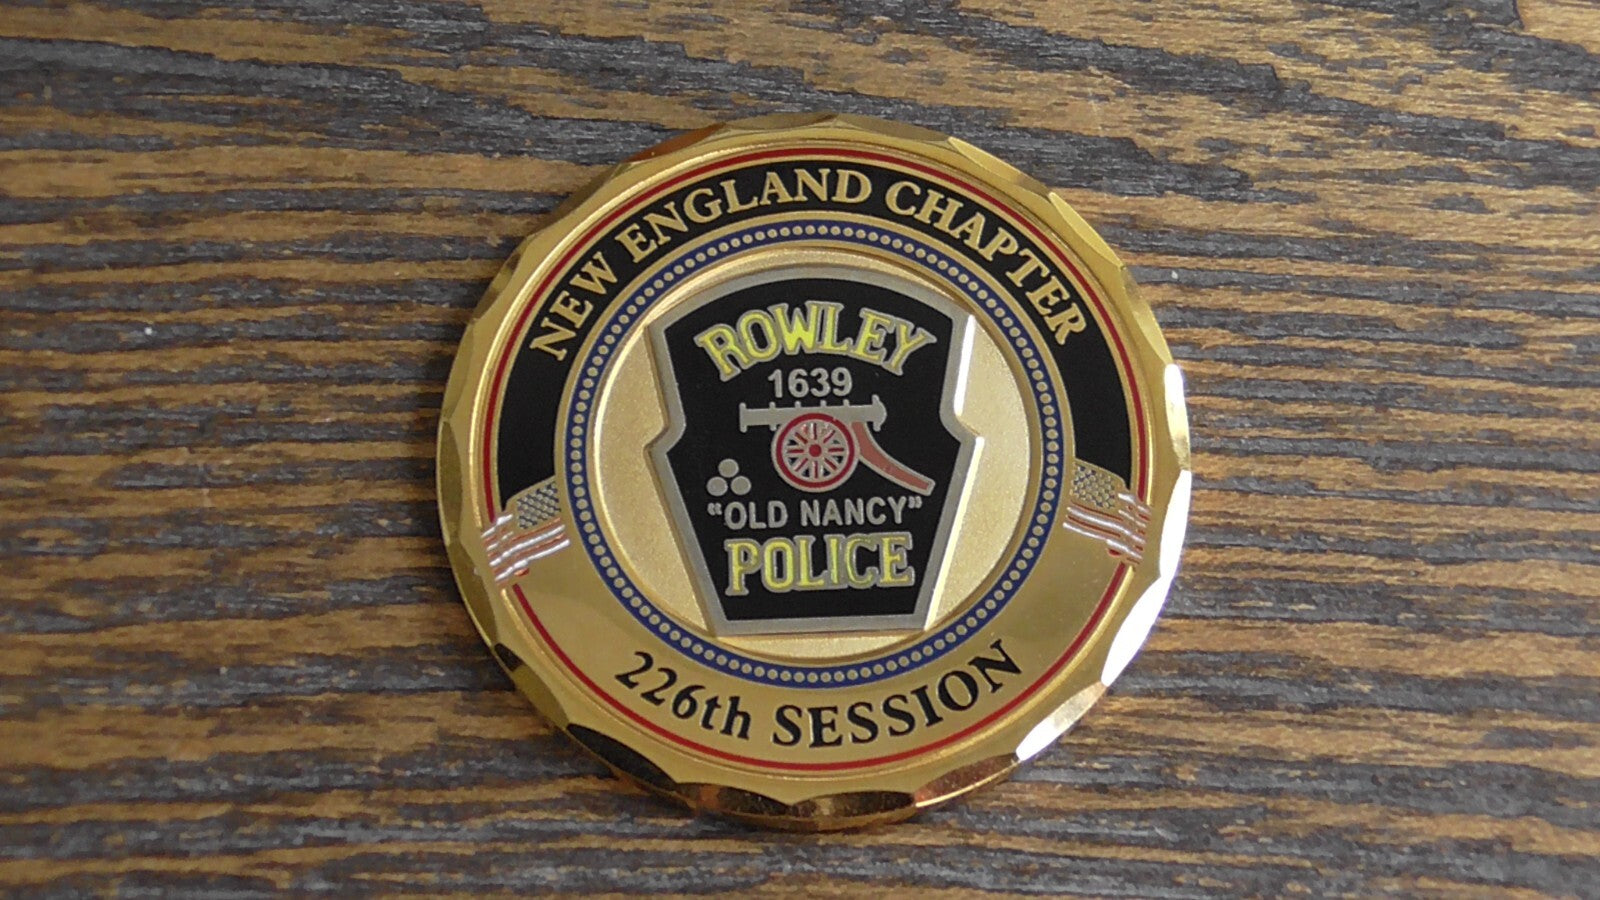 NEW ENGLAND CHAPTER
ROWLEY
1639
"OLD NANCY"
POLICE
226th SESSION